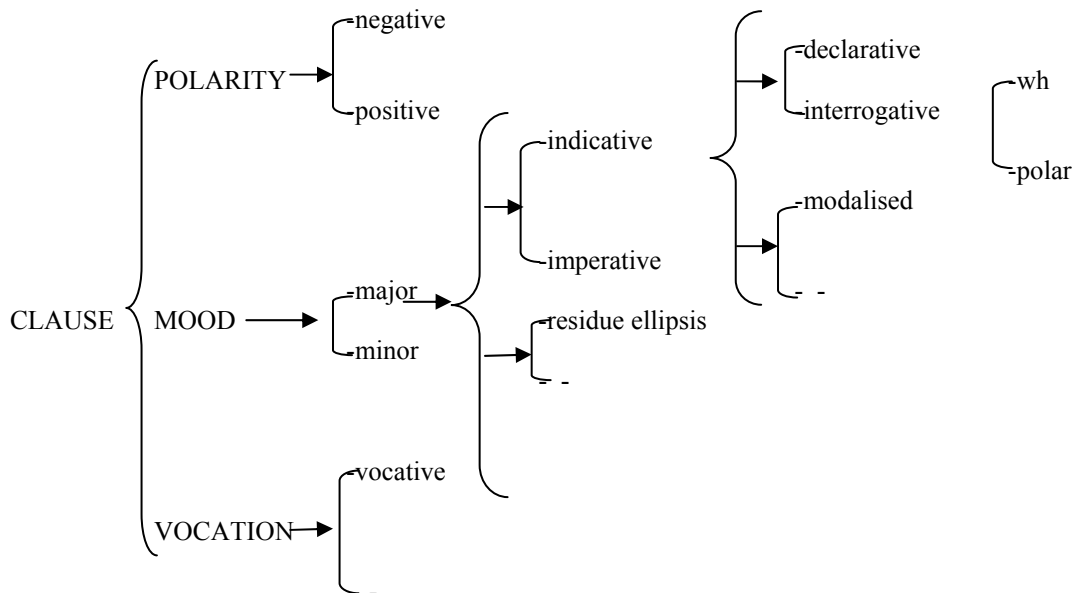 -negative
-declarative
POLARITY
-wh
-positive
-interrogative
-indicative
-polar
-modalised
-imperative
-major
- -
CLAUSE
MOOD
-residue ellipsis
-minor
- -
-vocative
VOCATION
- -